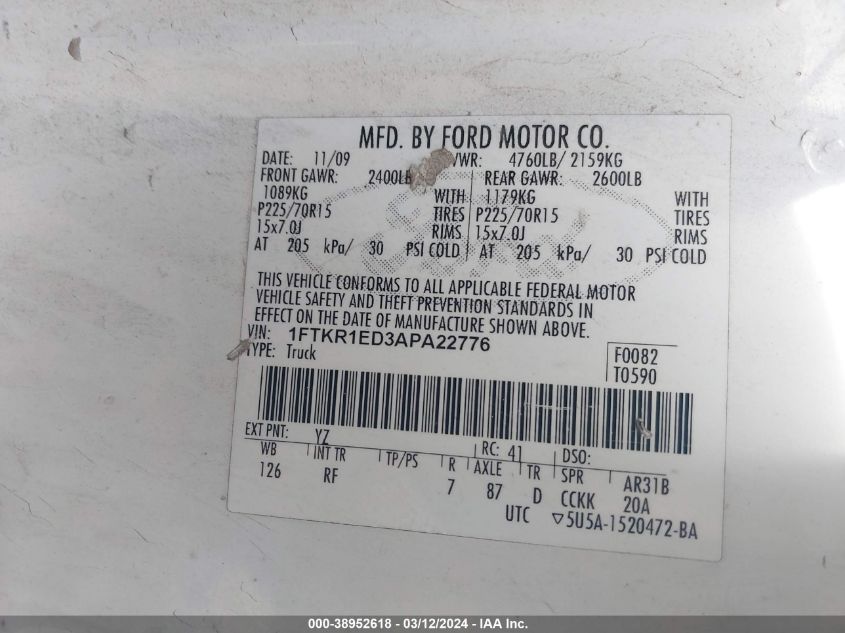 MFD. BY FORD MOTOR CO.
DATE: 11/09 VWR: 4760LB/ 2159KG
FRONT GAWR: 2400LB REAR GAWR: 2600LB
1089KG WITH 1179KG WITH
P225/70R15 TIRES P225/70R15 TIRES
15x7.0J RIMS 15x7.0J RIMS
AT 205 kPa/ 30 PSI COLD AT 205 kPa/ 30 PSI COLD
THIS VEHICLE CONFORMS TO ALL APPLICABLE FEDERAL MOTOR
VEHICLE SAFETY AND THEFT PREVENTION STANDARDS IN
EFFECT ON THE DATE OF MANUFACTURE SHOWN ABOVE.
VIN: 1FTKR1ED3APA22776
TYPE: Truck
F0082
T0590
EXT PNT: YZ RC: 41 DSO:
WB INT TR TP/PS R AXLE TR SPR AR31B
126 RF 7 87 D CCKK 20A
UTC ▽5U5A-1520472-BA
000-38952618 - 03/12/2024 - IAA Inc.